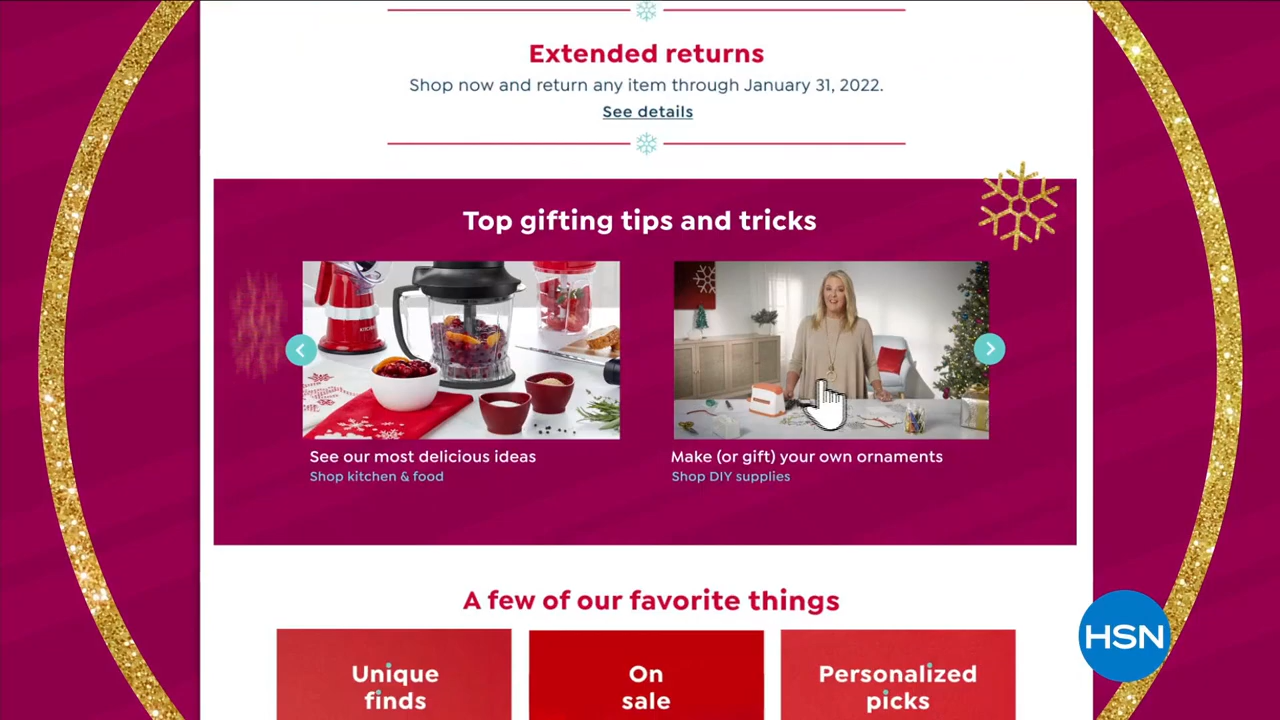 Extended returns
Shop now and return any item through January 31, 2022.
See details
Top gifting tips and tricks
See our most delicious ideas
Shop kitchen & food
Make (or gift) your own ornaments
Shop DIY supplies
A few of our favorite things
Unique
finds
On
sale
Personalized
picks
HSN